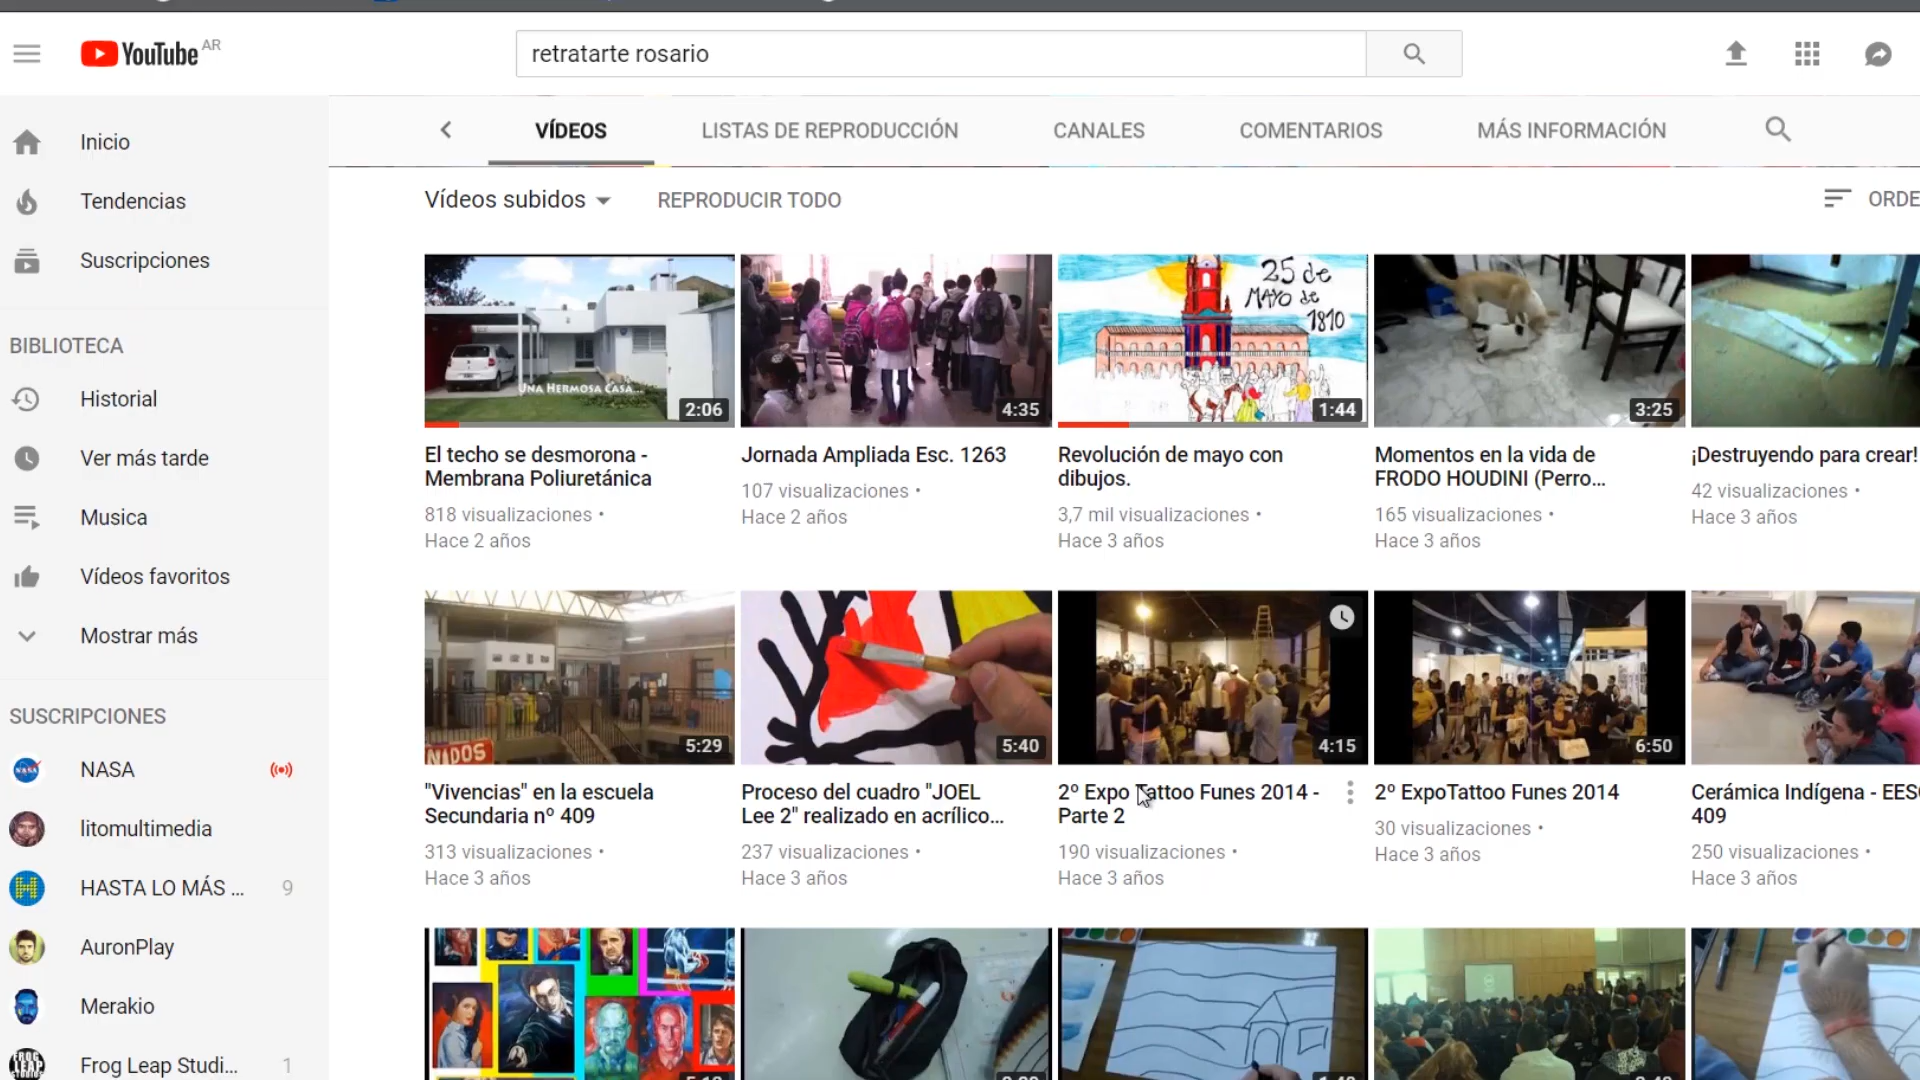 YouTube AR
retratarte rosario
Inicio
Tendencias
Suscripciones
BIBLIOTECA
Historial
Ver más tarde
Musica
Vídeos favoritos
Mostrar más
SUSCRIPCIONES
NASA
litomultimedia
HASTA LO MÁS ... 9
AuronPlay
Merakio
Frog Leap Studi... 1
VÍDEOS LISTAS DE REPRODUCCIÓN CANALES COMENTARIOS MÁS INFORMACIÓN
Vídeos subidos REPRODUCIR TODO ORDE
UNA HERMOSA CASA...
2:06
El techo se desmorona -
Membrana Poliuretánica
818 visualizaciones •
Hace 2 años
4:35
Jornada Ampliada Esc. 1263
107 visualizaciones •
Hace 2 años
25 de
MAYO de
1810
1:44
Revolución de mayo con
dibujos.
3,7 mil visualizaciones •
Hace 3 años
3:25
Momentos en la vida de
FRODO HOUDINI (Perro...
165 visualizaciones •
Hace 3 años
¡Destruyendo para crear!
42 visualizaciones •
Hace 3 años
NADOS
5:29
"Vivencias" en la escuela
Secundaria nº 409
313 visualizaciones •
Hace 3 años
5:40
Proceso del cuadro "JOEL
Lee 2" realizado en acrílico...
237 visualizaciones •
Hace 3 años
4:15
2º Expo Tattoo Funes 2014 -
Parte 2
190 visualizaciones •
Hace 3 años
6:50
2º ExpoTattoo Funes 2014
30 visualizaciones •
Hace 3 años
Cerámica Indígena - EES
409
250 visualizaciones •
Hace 3 años